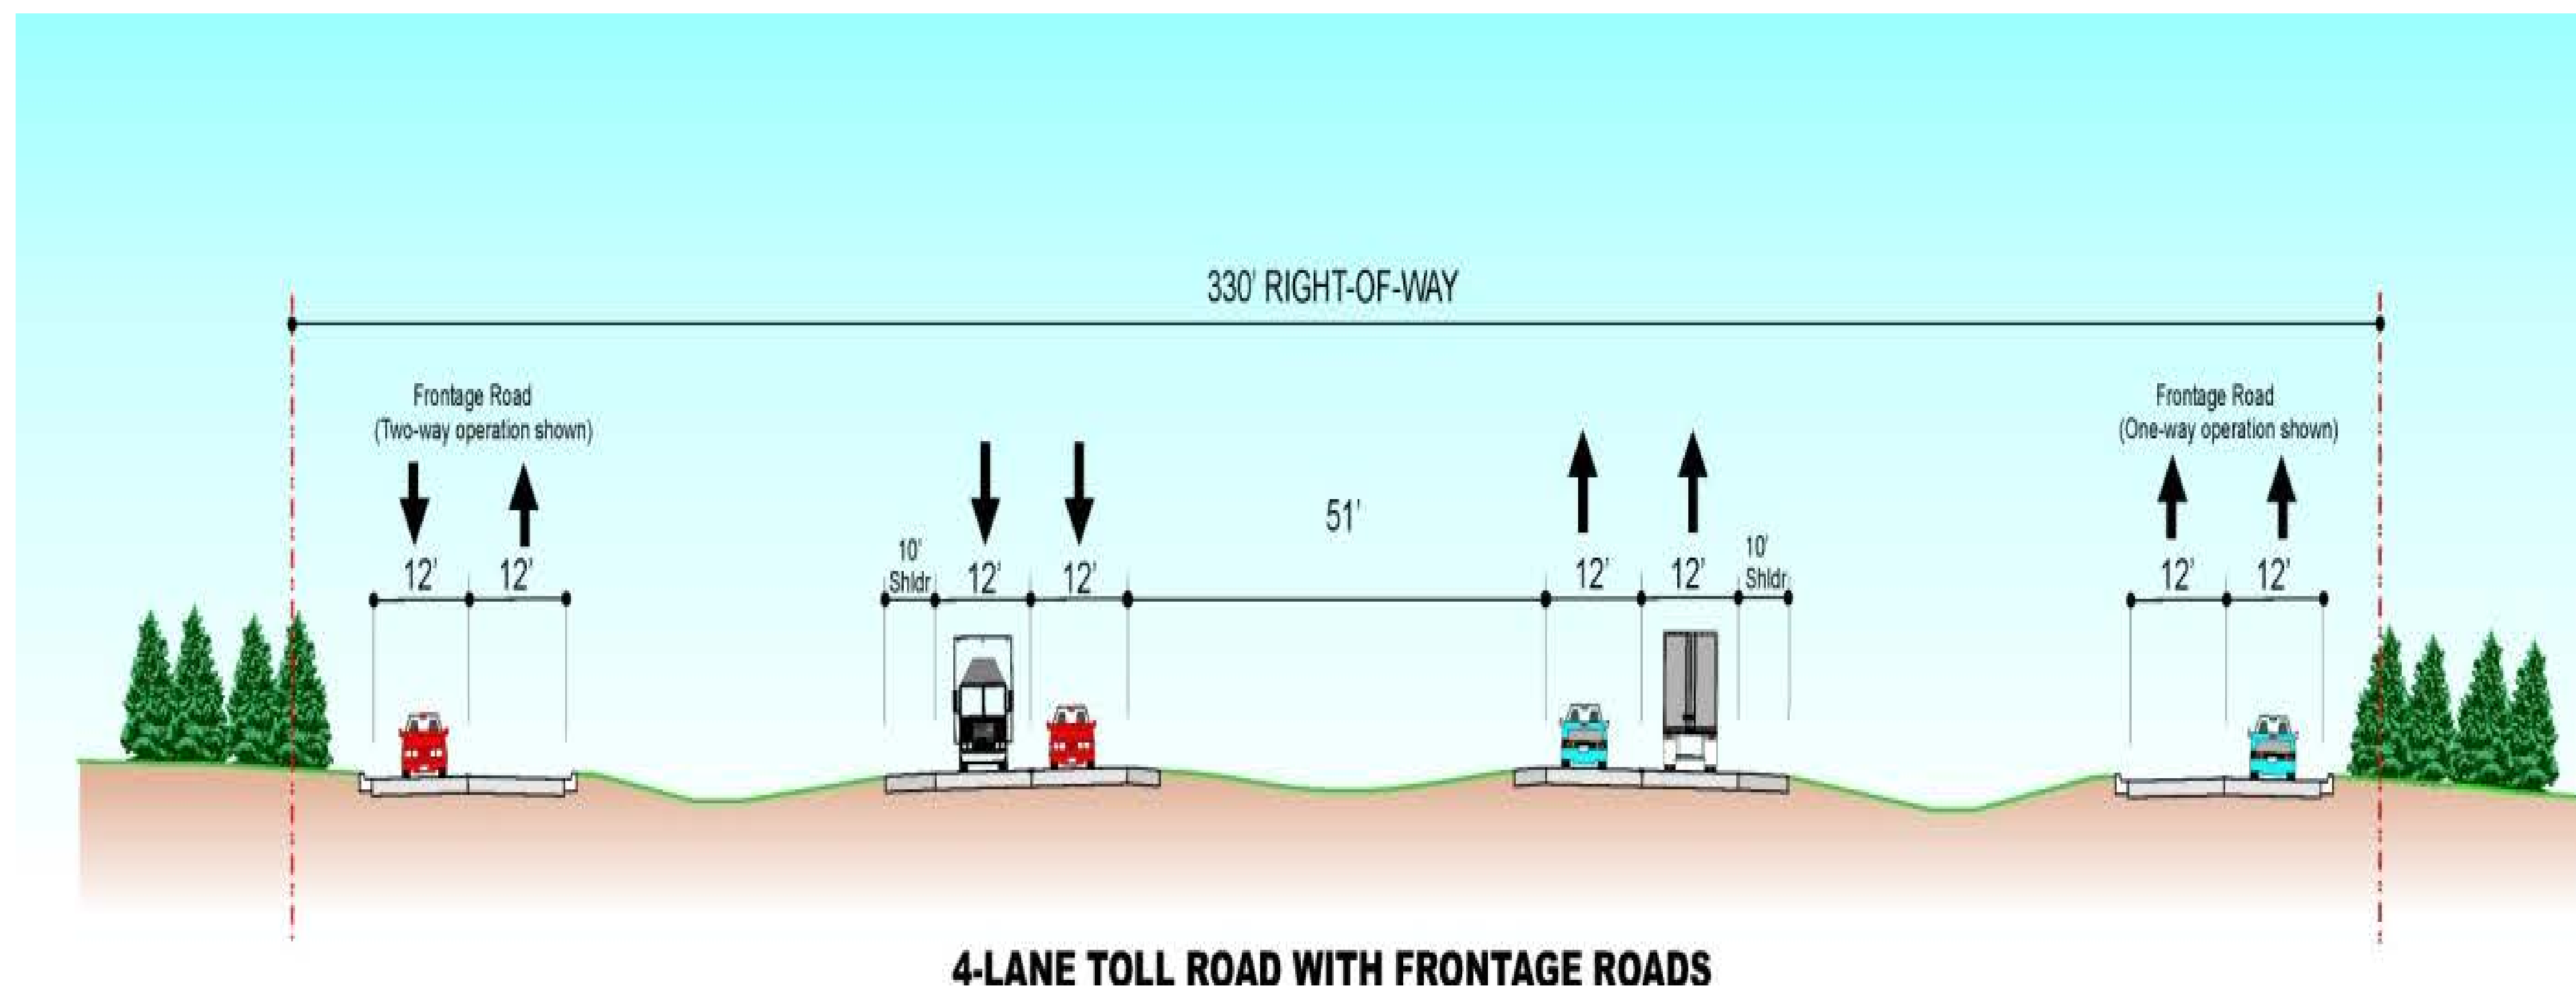 330' RIGHT-OF-WAY
Frontage Road
(Two-way operation shown)
Frontage Road
(One-way operation shown)
51'
12' 12'
10'
Shldr
12' 12'
12' 12'
10'
Shldr
12' 12'
4-LANE TOLL ROAD WITH FRONTAGE ROADS